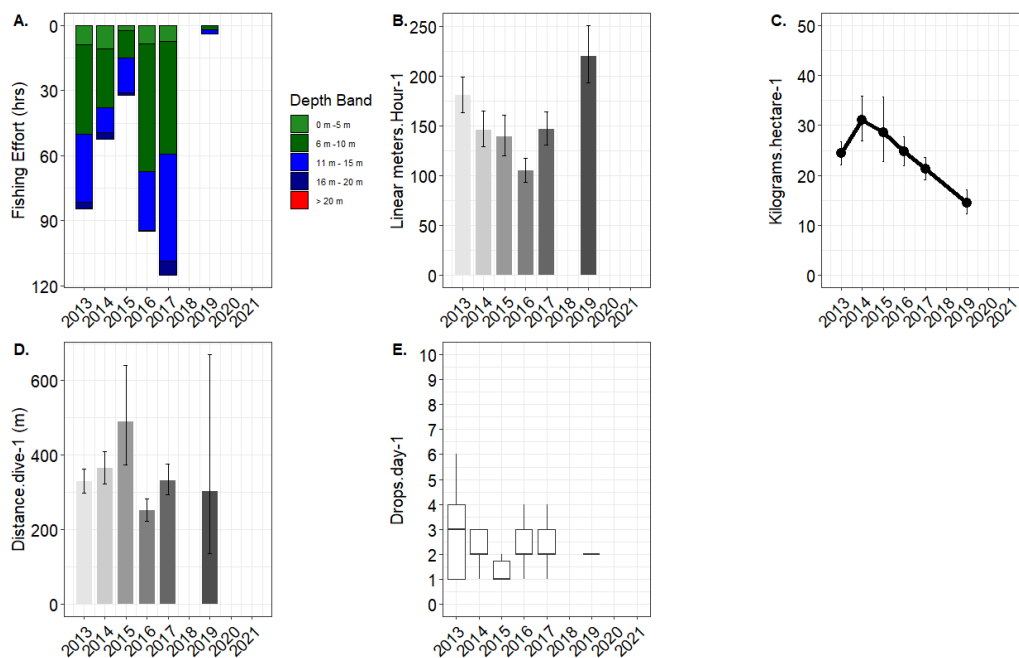 A.
Fishing Effort (hrs)
0
30
60
90
120
2013 2014 2015 2016 2017 2018 2019 2020 2021
Depth Band
0 m -5 m
6 m -10 m
11 m - 15 m
16 m - 20 m
> 20 m
B.
Linear meters.Hour-1
250
200
150
100
50
0
2013 2014 2015 2016 2017 2018 2019 2020 2021
C.
Kilograms.hectare-1
50
40
30
20
10
0
2013 2014 2015 2016 2017 2018 2019 2020 2021
D.
Distance.dive-1 (m)
600
400
200
0
2013 2014 2015 2016 2017 2018 2019 2020 2021
E.
Drops.day-1
10
9
8
7
6
5
4
3
2
1
0
2013 2014 2015 2016 2017 2018 2019 2020 2021